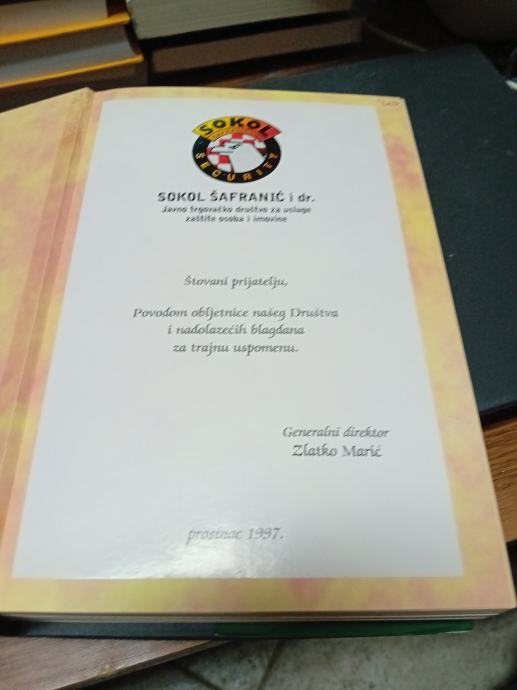 SOKOL
SECURITY
SOKOL ŠAFRANIĆ i dr.
Javno trgovačko društvo za usluge
zaštite osoba i imovine
Štovani prijatelju,
Povodom obljetnice našeg Društva
i nadolazećih blagdana
za trajnu uspomenu.
Generalni direktor
Zlatko Marić
prosinac 1997.